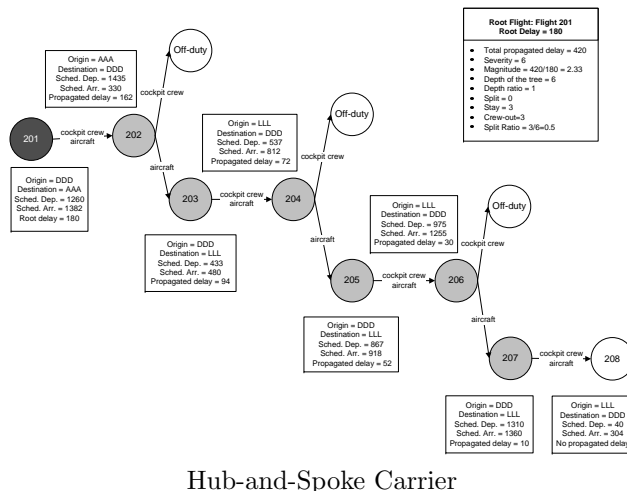 Root Flight: Flight 201
Root Delay = 180
• Total propagated delay = 420
• Severity = 6
• Magnitude = 420/180 = 2.33
• Depth of the tree = 6
• Depth ratio = 1
• Split = 0
• Stay = 3
• Crew-out=3
• Split Ratio = 3/6=0.5
Origin = AAA
Destination = DDD
Sched. Dep. = 1435
Sched. Arr. = 330
Propagated delay = 162
Off-duty
cockpit crew
201
cockpit crew
aircraft
202
Origin = DDD
Destination = AAA
Sched. Dep. = 1260
Sched. Arr. = 1382
Root delay = 180
aircraft
Origin = LLL
Destination = DDD
Sched. Dep. = 537
Sched. Arr. = 812
Propagated delay = 72
Off-duty
cockpit crew
203
cockpit crew
aircraft
204
Origin = DDD
Destination = LLL
Sched. Dep. = 433
Sched. Arr. = 480
Propagated delay = 94
aircraft
Origin = LLL
Destination = DDD
Sched. Dep. = 975
Sched. Arr. = 1255
Propagated delay = 30
Off-duty
cockpit crew
205
cockpit crew
aircraft
206
Origin = DDD
Destination = LLL
Sched. Dep. = 867
Sched. Arr. = 918
Propagated delay = 52
aircraft
207
cockpit crew
aircraft
208
Origin = DDD
Destination = LLL
Sched. Dep. = 1310
Sched. Arr. = 1360
Propagated delay = 10
Origin = LLL
Destination = DDD
Sched. Dep. = 40
Sched. Arr. = 304
No propagated delay
Hub-and-Spoke Carrier